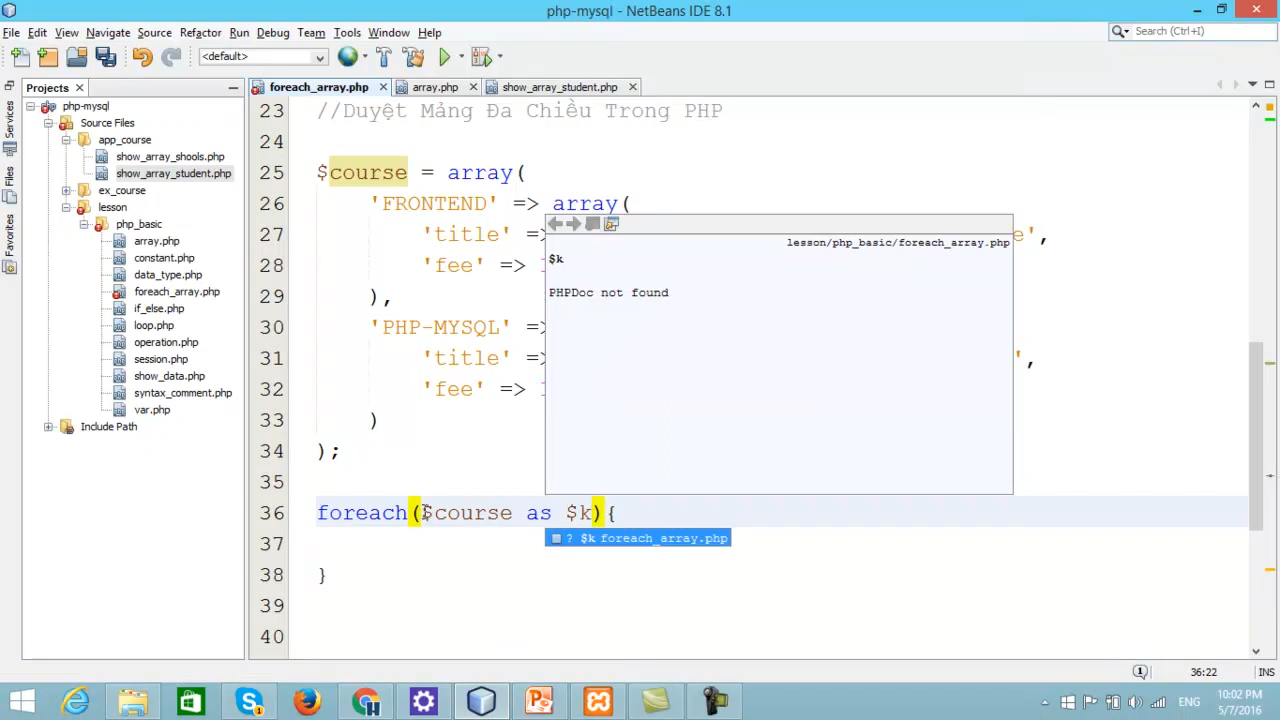 php-mysql - NetBeans IDE 8.1
File Edit View Navigate Source Refactor Run Debug Team Tools Window Help
Search (Ctrl+I)
<default>
Projects
foreach_array.php
array.php
show_array_student.php
Services
Files
Favorites
php-mysql
Source Files
app_course
show_array_shools.php
show_array_student.php
ex_course
lesson
php_basic
array.php
constant.php
data_type.php
foreach_array.php
if_else.php
loop.php
operation.php
session.php
show_data.php
syntax_comment.php
var.php
Include Path
23 //Duyệt Mảng Đa Chiều Trong PHP
24
25 $course = array(
26 'FRONTEND' => array(
27 'title' => e',
28 'fee' =>
29 ),
30 'PHP-MYSQL' =>
31 'title' => ',
32 'fee' =>
33 )
34 );
35
36 foreach($course as $k){
37
38 }
39
40
lesson/php_basic/foreach_array.php
$k
PHPDoc not found
? $k foreach_array.php
36:22 INS
ENG
10:02 PM
5/7/2016